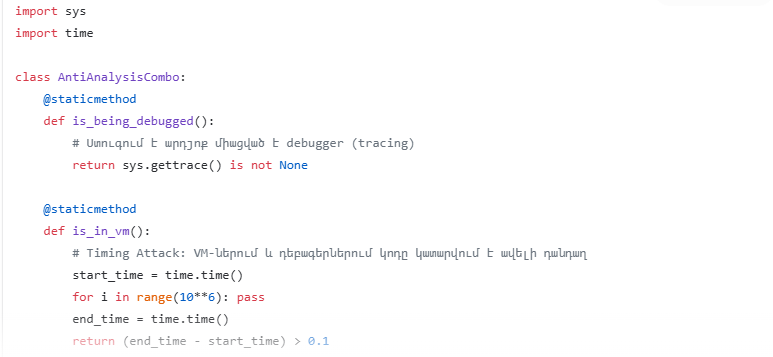 import sys
import time
class AntiAnalysisCombo:
@staticmethod
def is_being_debugged():
# Ստուգում է արդյոք միացված է debugger (tracing)
return sys.gettrace() is not None
@staticmethod
def is_in_vm():
# Timing Attack: VM-ներում և դեբագերներում կոդը կատարվում է ավելի դանդաղ
start_time = time.time()
for i in range(10**6): pass
end_time = time.time()
return (end_time - start_time) > 0.1